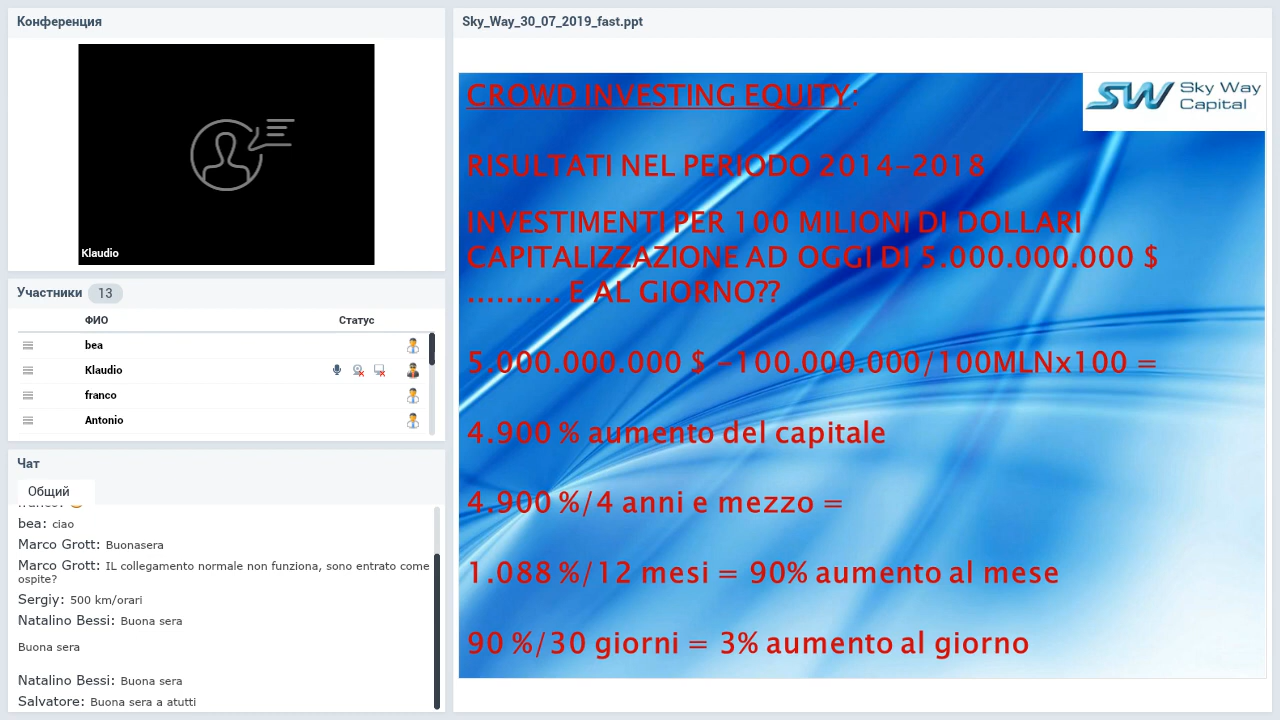 Конференция
Klaudio
Участники 13
ФИО Статус
bea
Klaudio
franco
Antonio
Чат
Общий
bea: ciao
Marco Grott: Buonasera
Marco Grott: IL collegamento normale non funziona, sono entrato come
ospite?
Sergiy: 500 km/orari
Natalino Bessi: Buona sera
Buona sera
Natalino Bessi: Buona sera
Salvatore: Buona sera a atutti
Sky_Way_30_07_2019_fast.ppt
SW Sky Way
Capital
CROWD INVESTING EQUITY:
RISULTATI NEL PERIODO 2014-2018
INVESTIMENTI PER 100 MILIONI DI DOLLARI
CAPITALIZZAZIONE AD OGGI DI 5.000.000.000 $
.......... E AL GIORNO??
5.000.000.000 $ -100.000.000/100MLNx100 =
4.900 % aumento del capitale
4.900 %/4 anni e mezzo =
1.088 %/12 mesi = 90% aumento al mese
90 %/30 giorni = 3% aumento al giorno